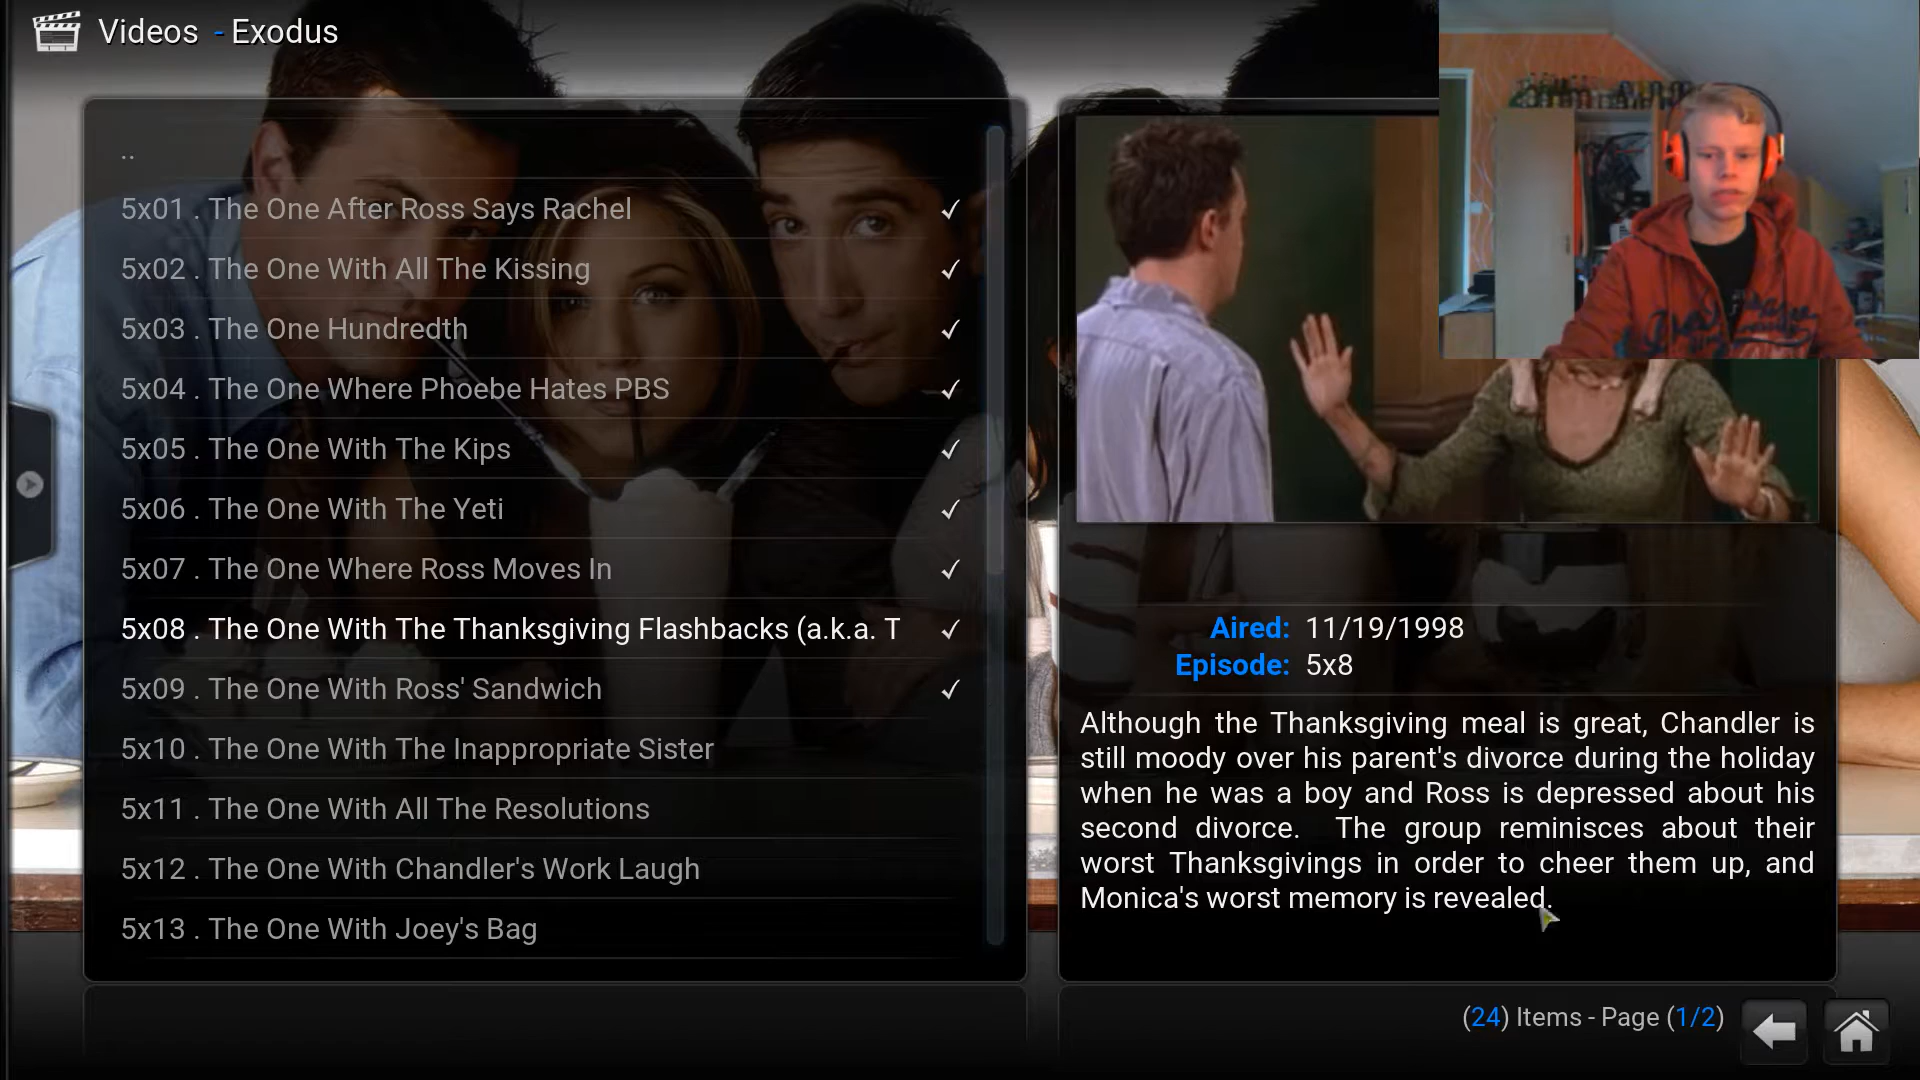 Videos - Exodus
..
5x01 . The One After Ross Says Rachel ✓
5x02 . The One With All The Kissing ✓
5x03 . The One Hundredth ✓
5x04 . The One Where Phoebe Hates PBS ✓
5x05 . The One With The Kips ✓
5x06 . The One With The Yeti ✓
5x07 . The One Where Ross Moves In ✓
5x08 . The One With The Thanksgiving Flashbacks (a.k.a. T ✓
5x09 . The One With Ross' Sandwich ✓
5x10 . The One With The Inappropriate Sister
5x11 . The One With All The Resolutions
5x12 . The One With Chandler's Work Laugh
5x13 . The One With Joey's Bag
Aired: 11/19/1998
Episode: 5x8
Although the Thanksgiving meal is great, Chandler is
still moody over his parent's divorce during the holiday
when he was a boy and Ross is depressed about his
second divorce. The group reminisces about their
worst Thanksgivings in order to cheer them up, and
Monica's worst memory is revealed.
(24) Items - Page (1/2)